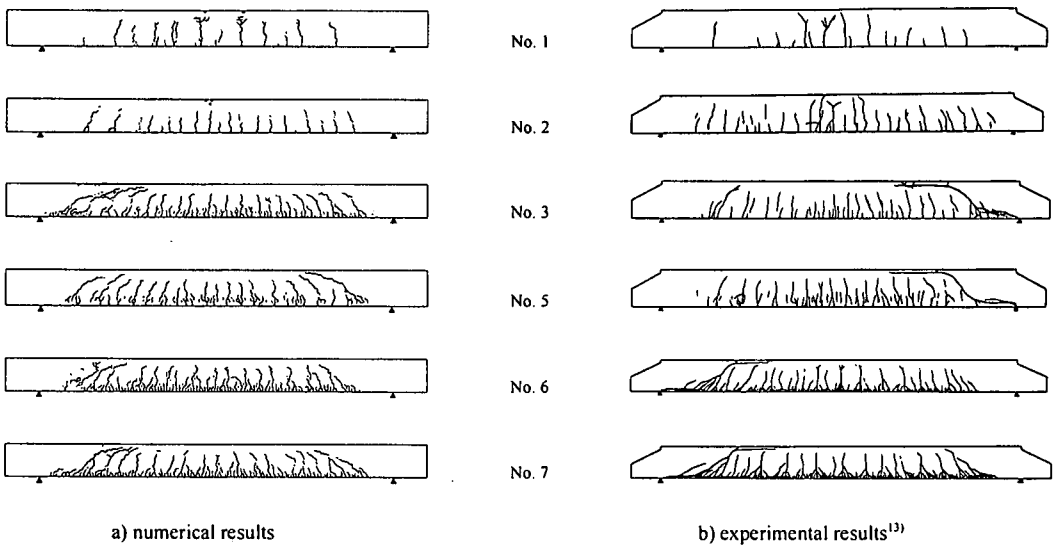 No. 1
No. 2
No. 3
No. 5
No. 6
No. 7
a) numerical results
b) experimental results¹³⁾